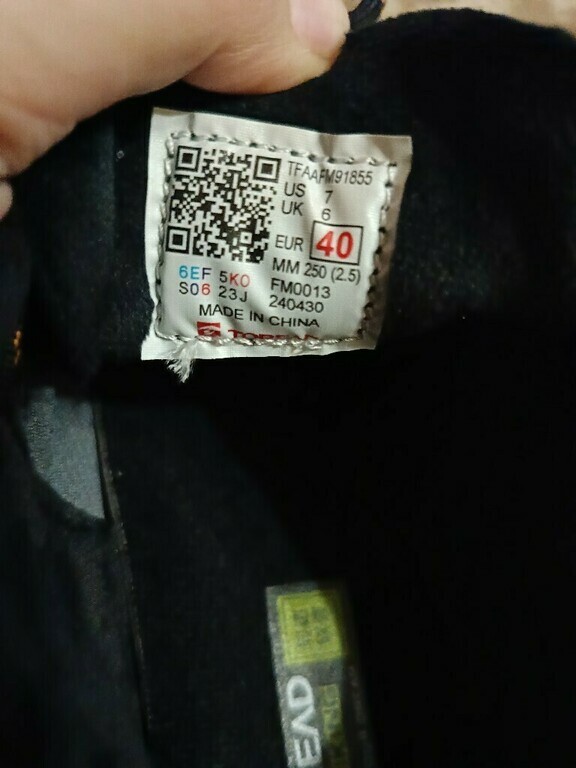 TFAAFM91855
US 7
UK 6
EUR 40
MM 250 (2.5)
6EF 5K0 FM0013
S06 23J 240430
MADE IN CHINA
EAD